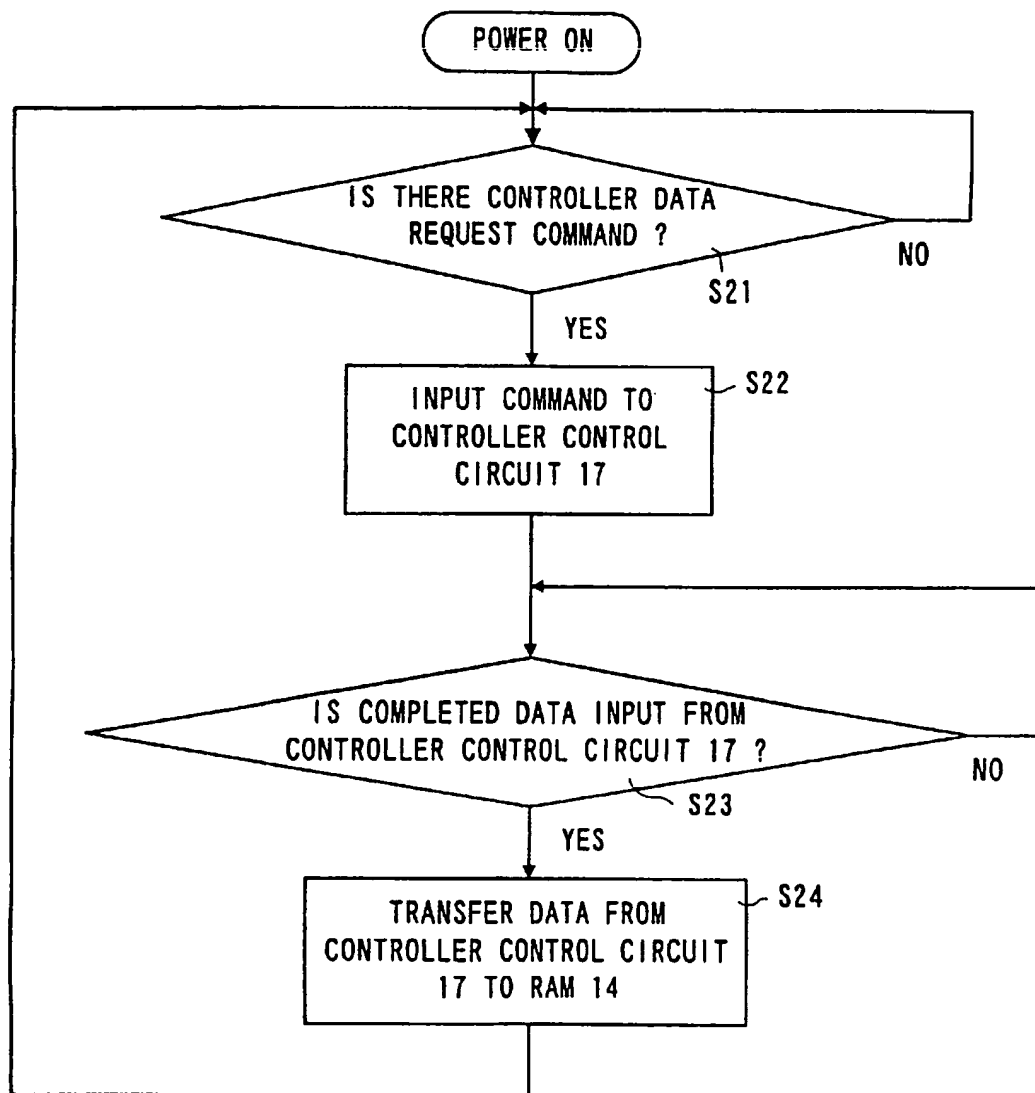 POWER ON
IS THERE CONTROLLER DATA
REQUEST COMMAND ?
NO
S21
YES
S22
INPUT COMMAND TO
CONTROLLER CONTROL
CIRCUIT 17
IS COMPLETED DATA INPUT FROM
CONTROLLER CONTROL CIRCUIT 17 ?
NO
S23
YES
S24
TRANSFER DATA FROM
CONTROLLER CONTROL CIRCUIT
17 TO RAM 14